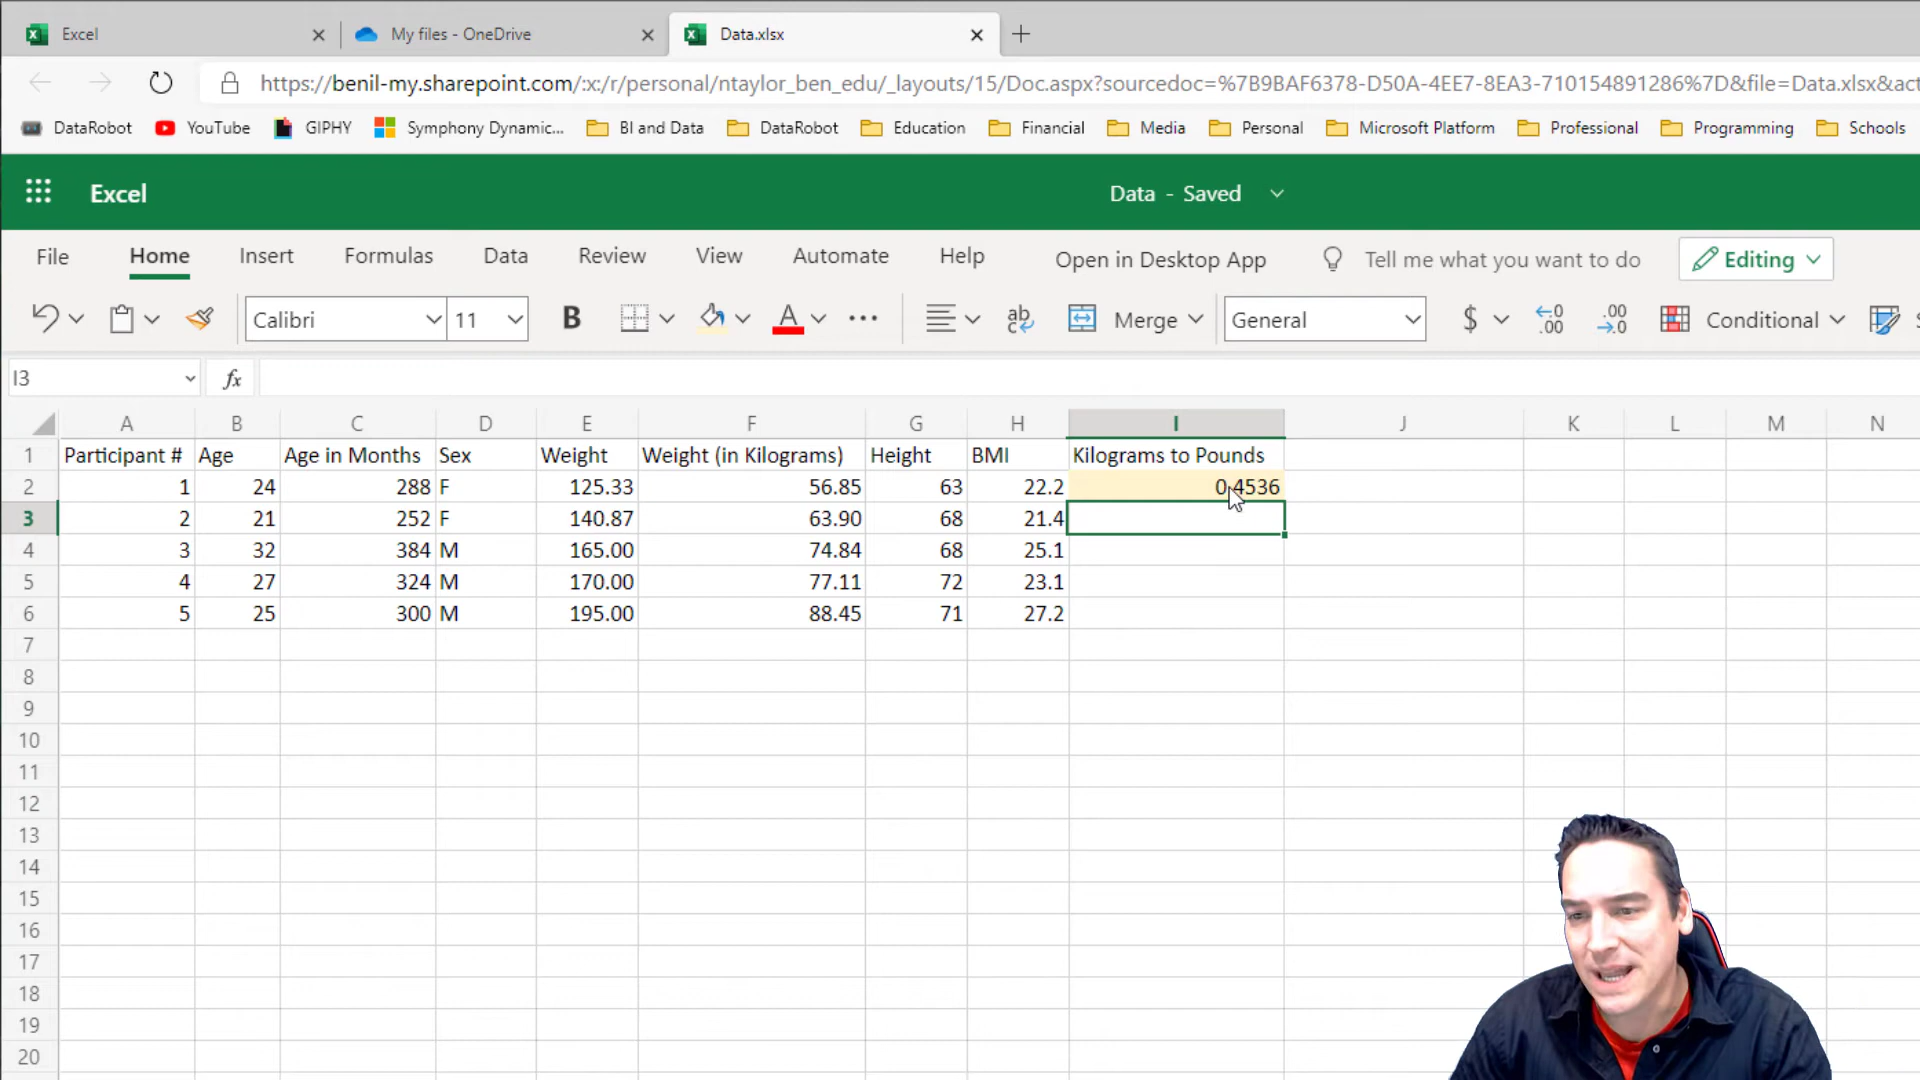 Excel
My files - OneDrive
Data.xlsx
https://benil-my.sharepoint.com/:x:/r/personal/ntaylor_ben_edu/_layouts/15/Doc.aspx?sourcedoc=%7B9BAF6378-D50A-4EE7-8EA3-710154891286%7D&file=Data.xlsx&act
DataRobot YouTube GIPHY Symphony Dynamic... BI and Data DataRobot Education Financial Media Personal Microsoft Platform Professional Programming Schools
Excel
Data - Saved
File Home Insert Formulas Data Review View Automate Help Open in Desktop App Tell me what you want to do Editing
Calibri 11 B A ab c Merge General $ .00 .00 Conditional
I3 fx
A B C D E F G H I J K L M N
1 Participant # Age Age in Months Sex Weight Weight (in Kilograms) Height BMI Kilograms to Pounds
2 1 24 288 F 125.33 56.85 63 22.2 0.4536
3 2 21 252 F 140.87 63.90 68 21.4
4 3 32 384 M 165.00 74.84 68 25.1
5 4 27 324 M 170.00 77.11 72 23.1
6 5 25 300 M 195.00 88.45 71 27.2
7
8
9
10
11
12
13
14
15
16
17
18
19
20